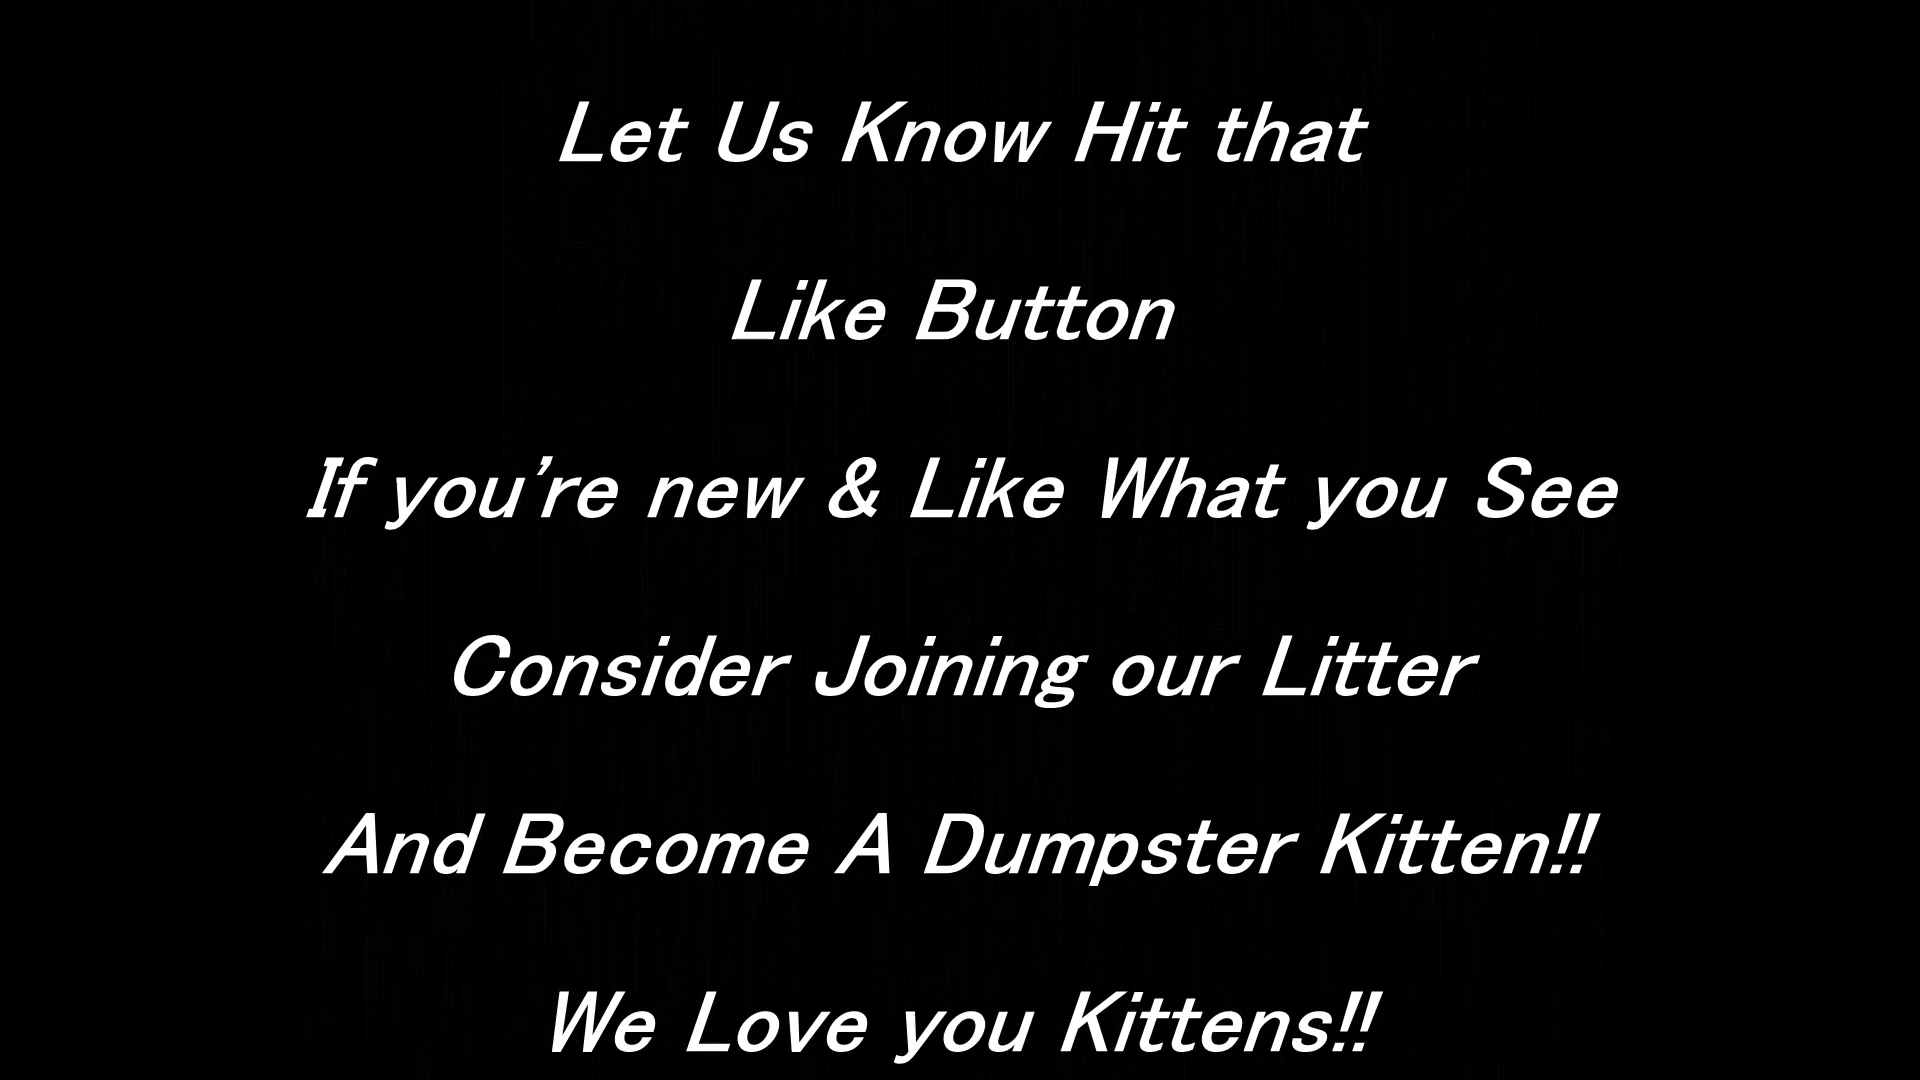 Let Us Know Hit that
Like Button
If you're new & Like What you See
Consider Joining our Litter
And Become A Dumpster Kitten!!
We Love you Kittens!!